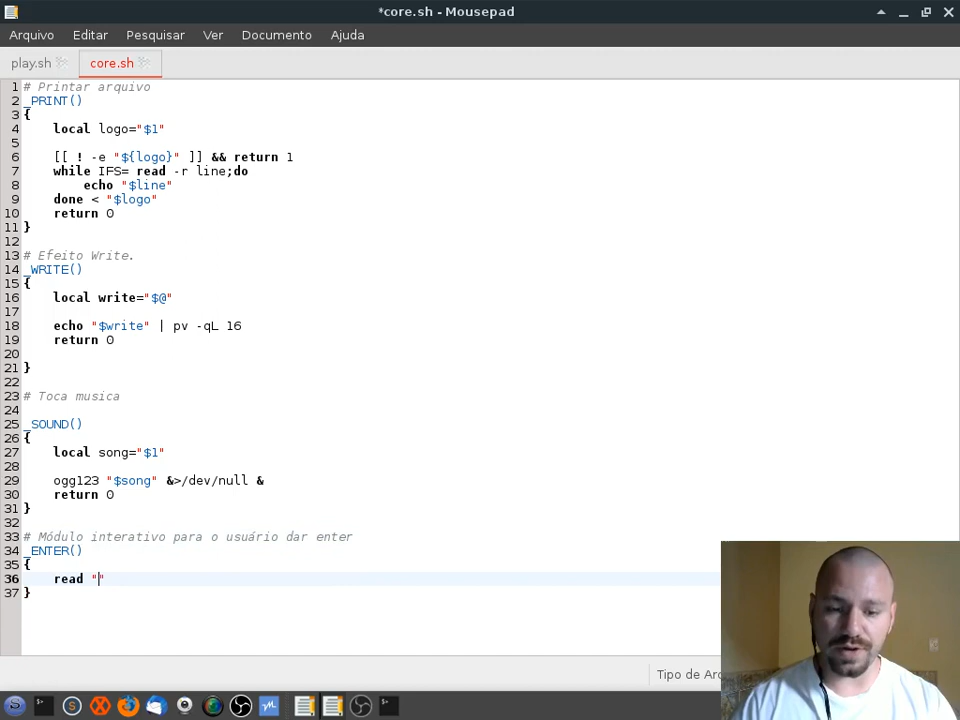 *core.sh - Mousepad
Arquivo Editar Pesquisar Ver Documento Ajuda
play.sh core.sh
1 # Printar arquivo
2 _PRINT()
3 {
4     local logo="$1"
5
6     [[ ! -e "${logo}" ]] && return 1
7     while IFS= read -r line;do
8         echo "$line"
9     done < "$logo"
10     return 0
11 }
12
13 # Efeito Write.
14 _WRITE()
15 {
16     local write="$@"
17
18     echo "$write" | pv -qL 16
19     return 0
20
21 }
22
23 # Toca musica
24
25 _SOUND()
26 {
27     local song="$1"
28
29     ogg123 "$song" &>/dev/null &
30     return 0
31 }
32
33 # Módulo interativo para o usuário dar enter
34 _ENTER()
35 {
36     read ""
37 }
Tipo de